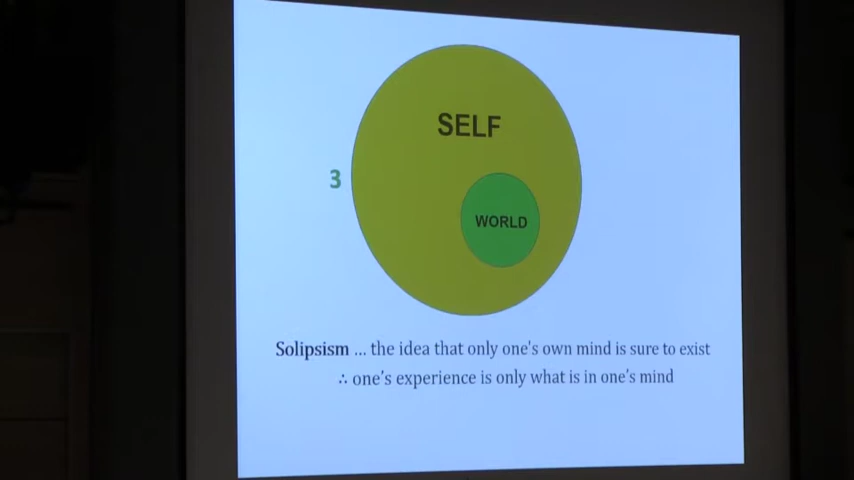 SELF
3
WORLD
Solipsism ... the idea that only one's own mind is sure to exist
∴ one's experience is only what is in one's mind